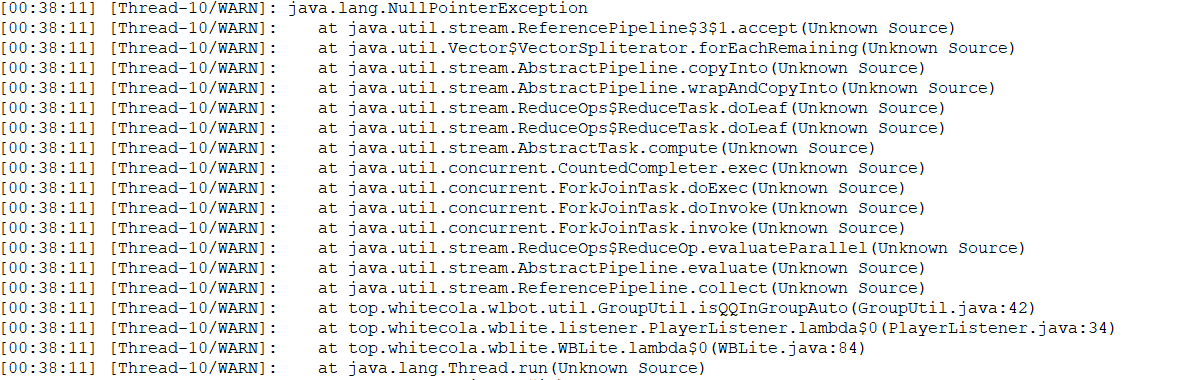 [00:38:11] [Thread-10/WARN]: java.lang.NullPointerException
[00:38:11] [Thread-10/WARN]:    at java.util.stream.ReferencePipeline$3$1.accept(Unknown Source)
[00:38:11] [Thread-10/WARN]:    at java.util.Vector$VectorSpliterator.forEachRemaining(Unknown Source)
[00:38:11] [Thread-10/WARN]:    at java.util.stream.AbstractPipeline.copyInto(Unknown Source)
[00:38:11] [Thread-10/WARN]:    at java.util.stream.AbstractPipeline.wrapAndCopyInto(Unknown Source)
[00:38:11] [Thread-10/WARN]:    at java.util.stream.ReduceOps$ReduceTask.doLeaf(Unknown Source)
[00:38:11] [Thread-10/WARN]:    at java.util.stream.ReduceOps$ReduceTask.doLeaf(Unknown Source)
[00:38:11] [Thread-10/WARN]:    at java.util.stream.AbstractTask.compute(Unknown Source)
[00:38:11] [Thread-10/WARN]:    at java.util.concurrent.CountedCompleter.exec(Unknown Source)
[00:38:11] [Thread-10/WARN]:    at java.util.concurrent.ForkJoinTask.doExec(Unknown Source)
[00:38:11] [Thread-10/WARN]:    at java.util.concurrent.ForkJoinTask.doInvoke(Unknown Source)
[00:38:11] [Thread-10/WARN]:    at java.util.concurrent.ForkJoinTask.invoke(Unknown Source)
[00:38:11] [Thread-10/WARN]:    at java.util.stream.ReduceOps$ReduceOp.evaluateParallel(Unknown Source)
[00:38:11] [Thread-10/WARN]:    at java.util.stream.AbstractPipeline.evaluate(Unknown Source)
[00:38:11] [Thread-10/WARN]:    at java.util.stream.ReferencePipeline.collect(Unknown Source)
[00:38:11] [Thread-10/WARN]:    at top.whitecola.wlbot.util.GroupUtil.isQQInGroupAuto(GroupUtil.java:42)
[00:38:11] [Thread-10/WARN]:    at top.whitecola.wblite.listener.PlayerListener.lambda$0(PlayerListener.java:34)
[00:38:11] [Thread-10/WARN]:    at top.whitecola.wblite.WBLite.lambda$0(WBLite.java:84)
[00:38:11] [Thread-10/WARN]:    at java.lang.Thread.run(Unknown Source)